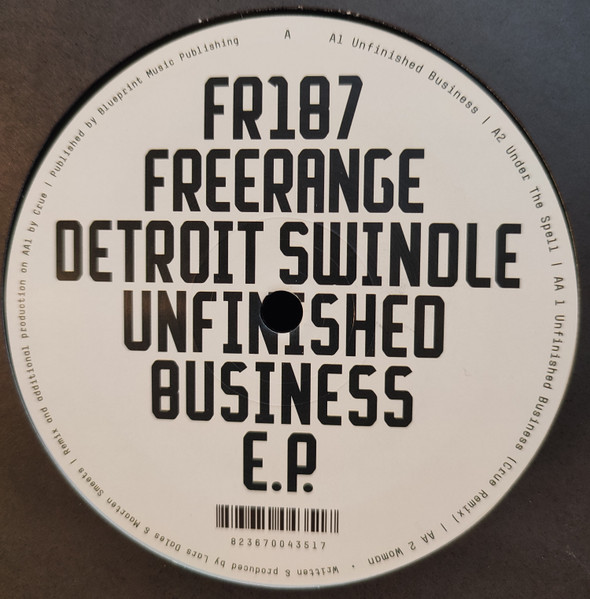 FR187
FREERANGE
DETROIT SWINDLE
UNFINISHED
BUSINESS
E.P.
823670043517
A
A1 Unfinished Business | A2 Under The Spell | AA 1 Unfinished Business (Crue Remix) | AA 2 Woman • Written & produced by Lars Dales & Maarten Smeets | Remix and additional production on AA1 by Crue | Published by Blueprint Music Publishing